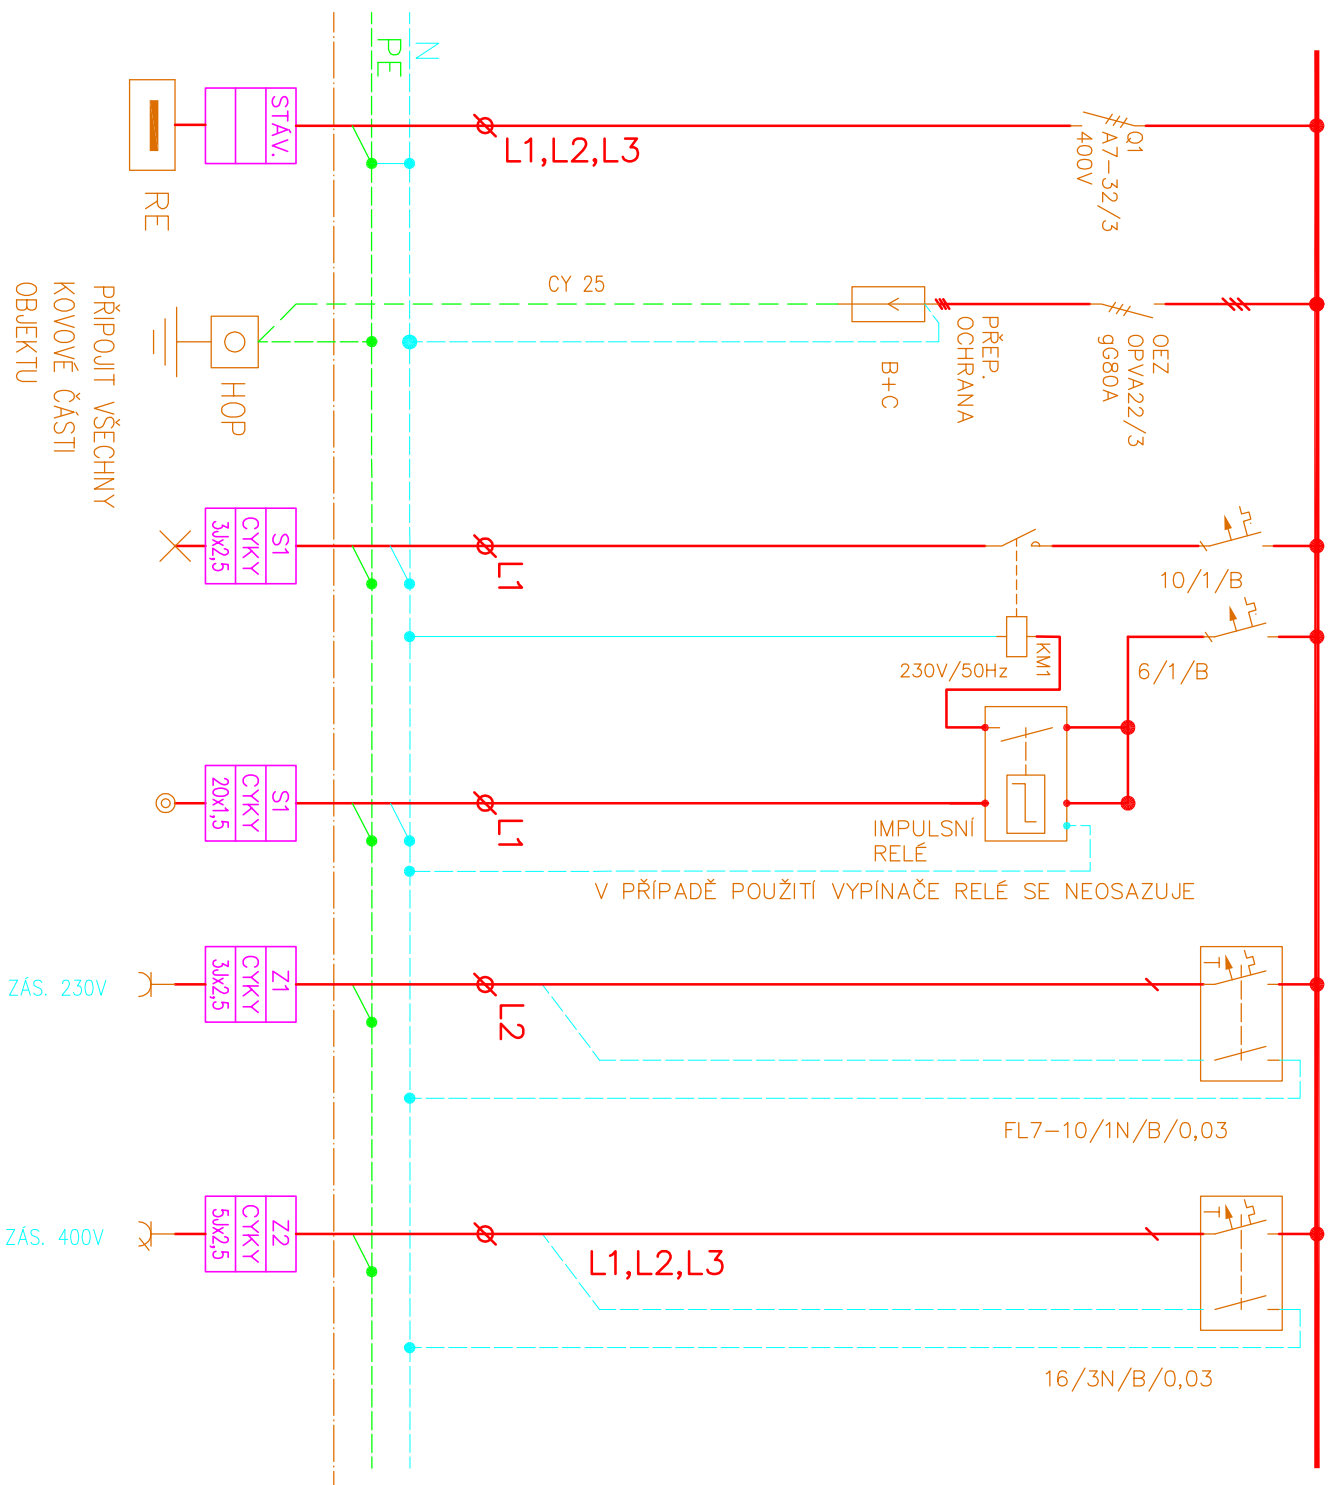 N
PE
STÁV.
RE
L1,L2,L3
Q1
A7-32/3
400V
CY 25
PŘEP.
OCHRANA
B+C
OEZ
OPVA22/3
gG80A
HOP
PŘIPOJIT VŠECHNY
KOVOVÉ ČÁSTI
OBJEKTU
S1
CYKY
3Jx2,5
L1
10/1/B
KM1
230V/50Hz
6/1/B
S1
CYKY
20x1,5
L1
IMPULSNÍ
RELÉ
V PŘÍPADĚ POUŽITÍ VYPÍNAČE RELÉ SE NEOSAZUJE
ZÁS. 230V
Z1
CYKY
3Jx2,5
L2
FL7-10/1N/B/0,03
ZÁS. 400V
Z2
CYKY
5Jx2,5
L1,L2,L3
16/3N/B/0,03